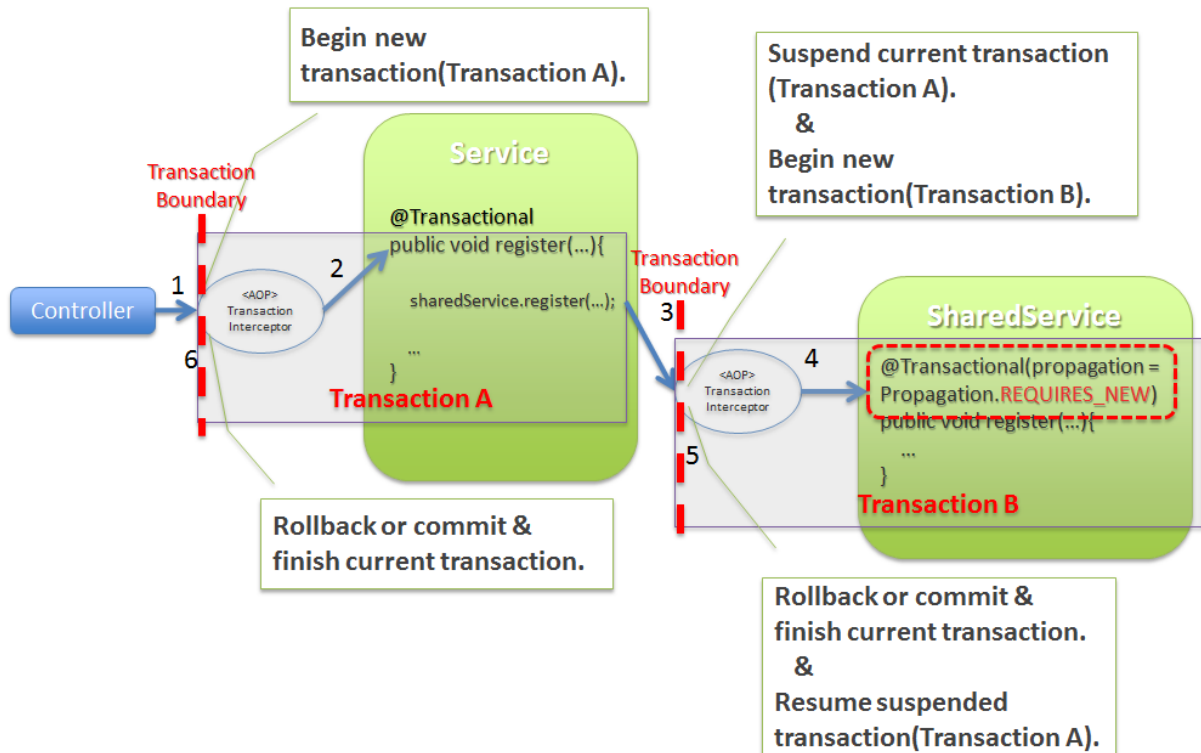 Begin new
transaction(Transaction A).
Suspend current transaction
(Transaction A).
&
Begin new
transaction(Transaction B).
Service
Transaction
Boundary
@Transactional
public void register(...){
sharedService.register(...);
...
}
Transaction A
1
2
<AOP>
Transaction
Interceptor
Controller
6
Transaction
Boundary
3
SharedService
4
<AOP>
Transaction
Interceptor
@Transactional(propagation =
Propagation.REQUIRES_NEW)
public void register(...){
...
}
Transaction B
5
Rollback or commit &
finish current transaction.
Rollback or commit &
finish current transaction.
&
Resume suspended
transaction(Transaction A).